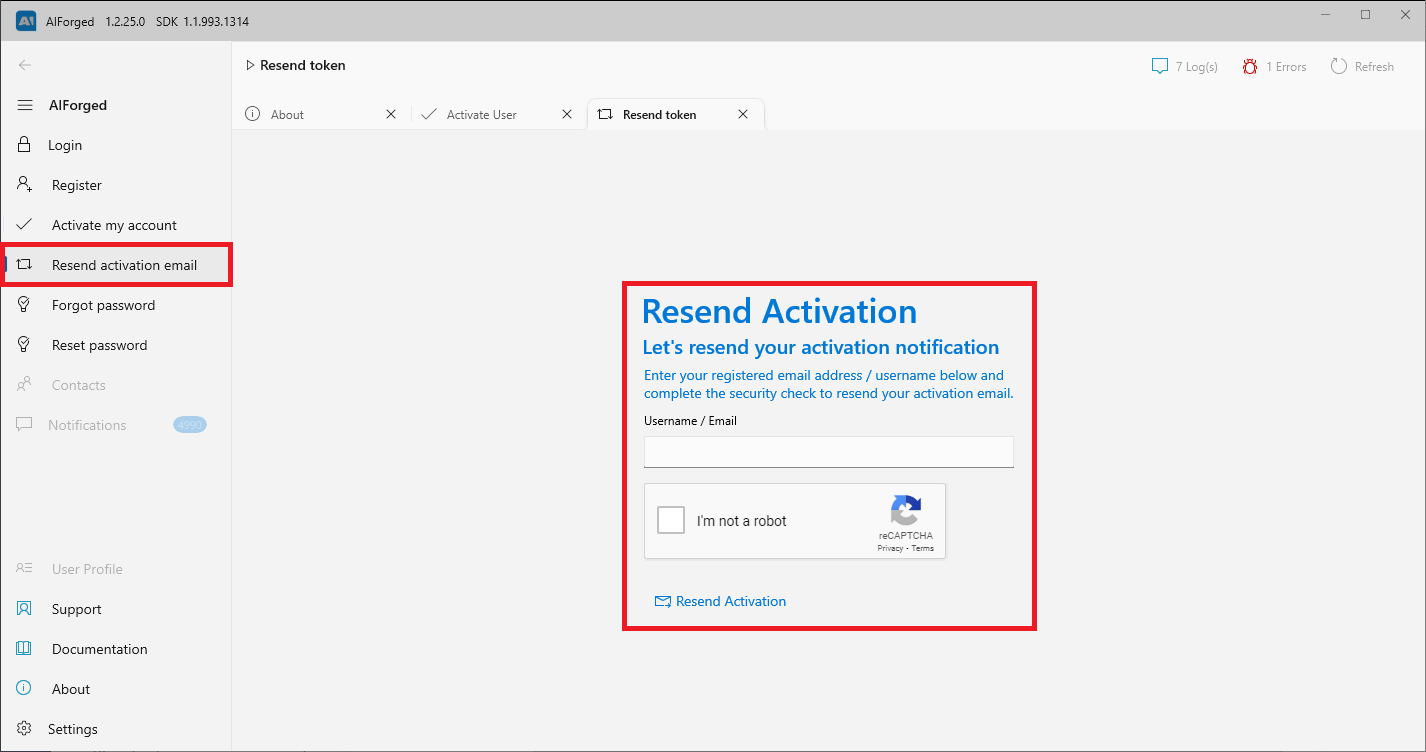 AIForged 1.2.25.0 SDK 1.1.993.1314
Resend token
7 Log(s)
1 Errors
Refresh
About
Activate User
Resend token
AIForged
Login
Register
Activate my account
Resend activation email
Forgot password
Reset password
Contacts
Notifications 4990
User Profile
Support
Documentation
About
Settings
Resend Activation
Let's resend your activation notification
Enter your registered email address / username below and
complete the security check to resend your activation email.
Username / Email
I'm not a robot
reCAPTCHA
Privacy - Terms
Resend Activation